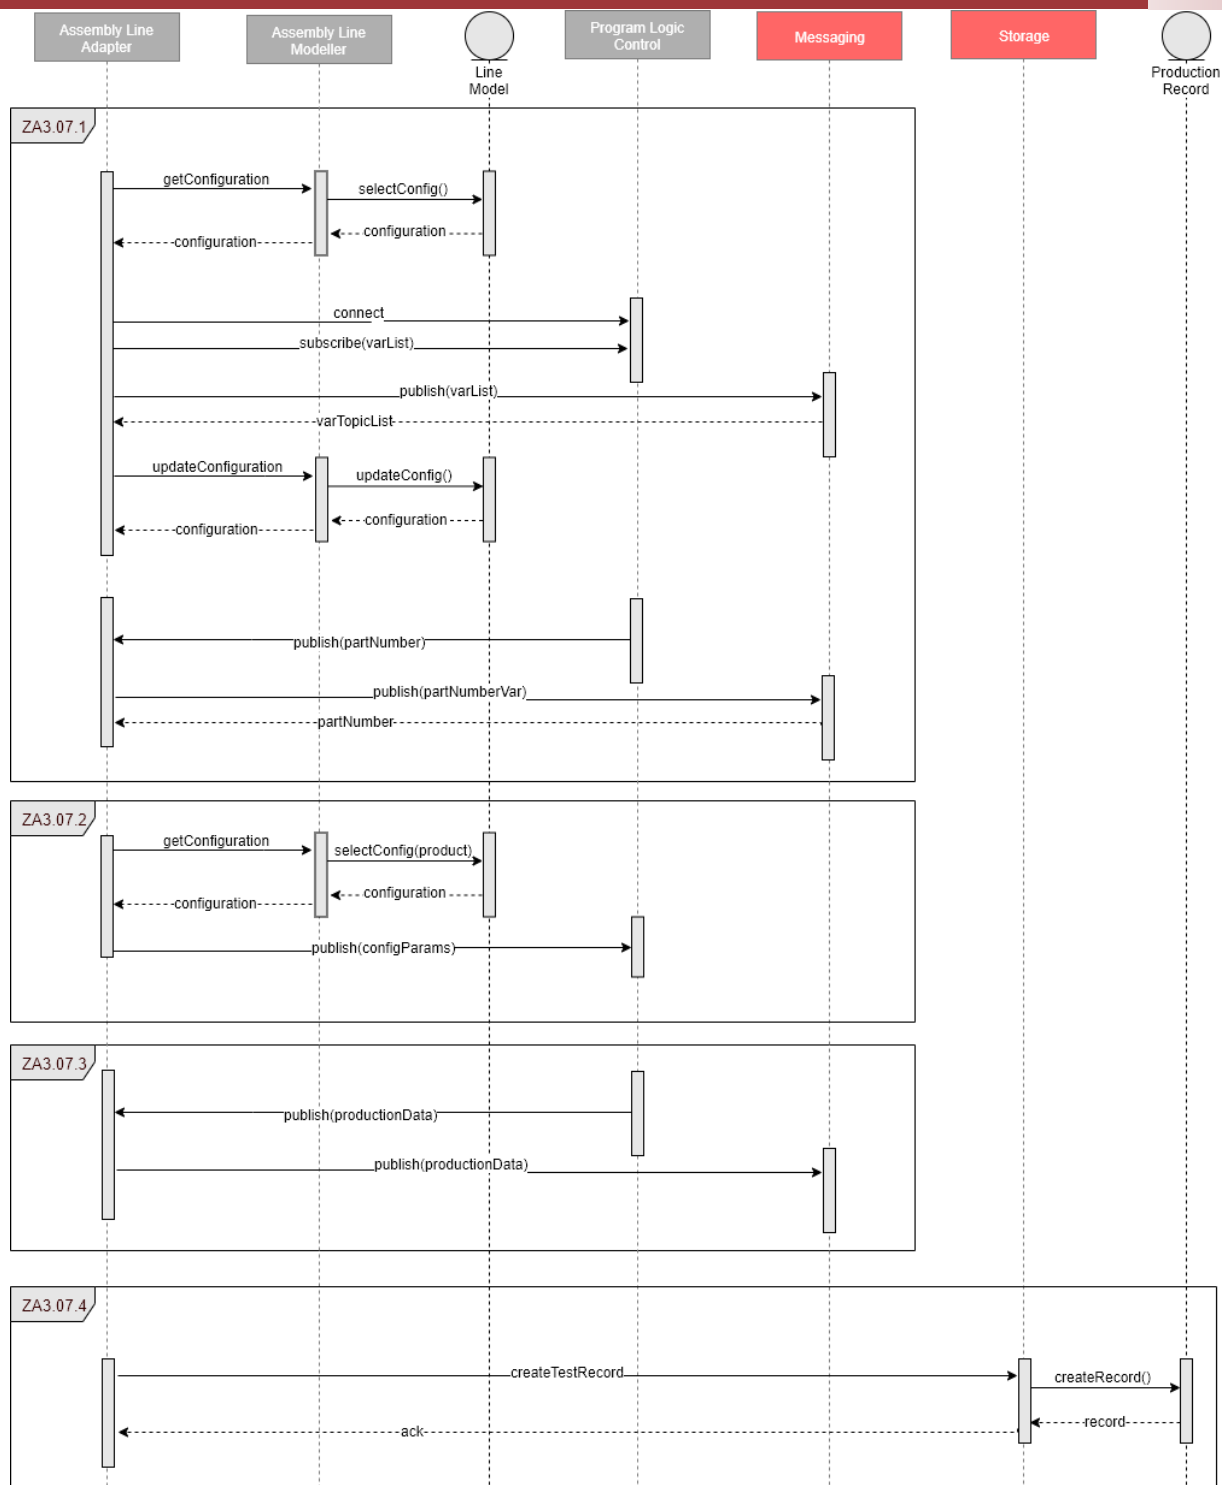 Assembly Line
Adapter
Assembly Line
Modeller
Line
Model
Program Logic
Control
Messaging
Storage
Production
Record
ZA3.07.1
getConfiguration
selectConfig()
configuration
configuration
connect
subscribe(varList)
publish(varList)
varTopicList
updateConfiguration
updateConfig()
configuration
configuration
publish(partNumber)
publish(partNumberVar)
partNumber
ZA3.07.2
getConfiguration
selectConfig(product)
configuration
configuration
publish(configParams)
ZA3.07.3
publish(productionData)
publish(productionData)
ZA3.07.4
createTestRecord
createRecord()
record
ack